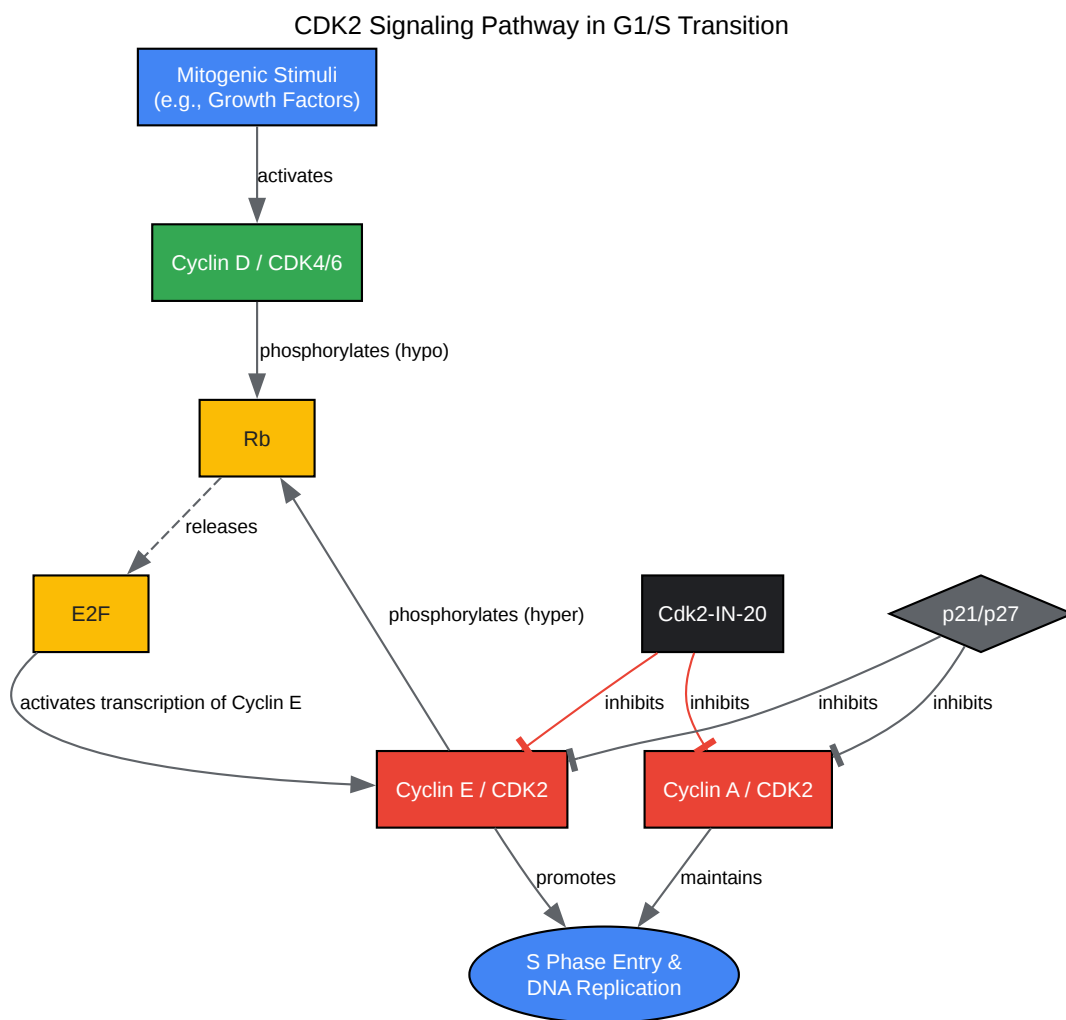 CDK2 Signaling Pathway in G1/S Transition
Mitogenic Stimuli
(e.g., Growth Factors)
activates
Cyclin D / CDK4/6
phosphorylates (hypo)
Rb
releases
E2F
phosphorylates (hyper)
Cdk2-IN-20
p21/p27
activates transcription of Cyclin E
inhibits
inhibits
inhibits
inhibits
Cyclin E / CDK2
Cyclin A / CDK2
promotes
maintains
S Phase Entry &
DNA Replication